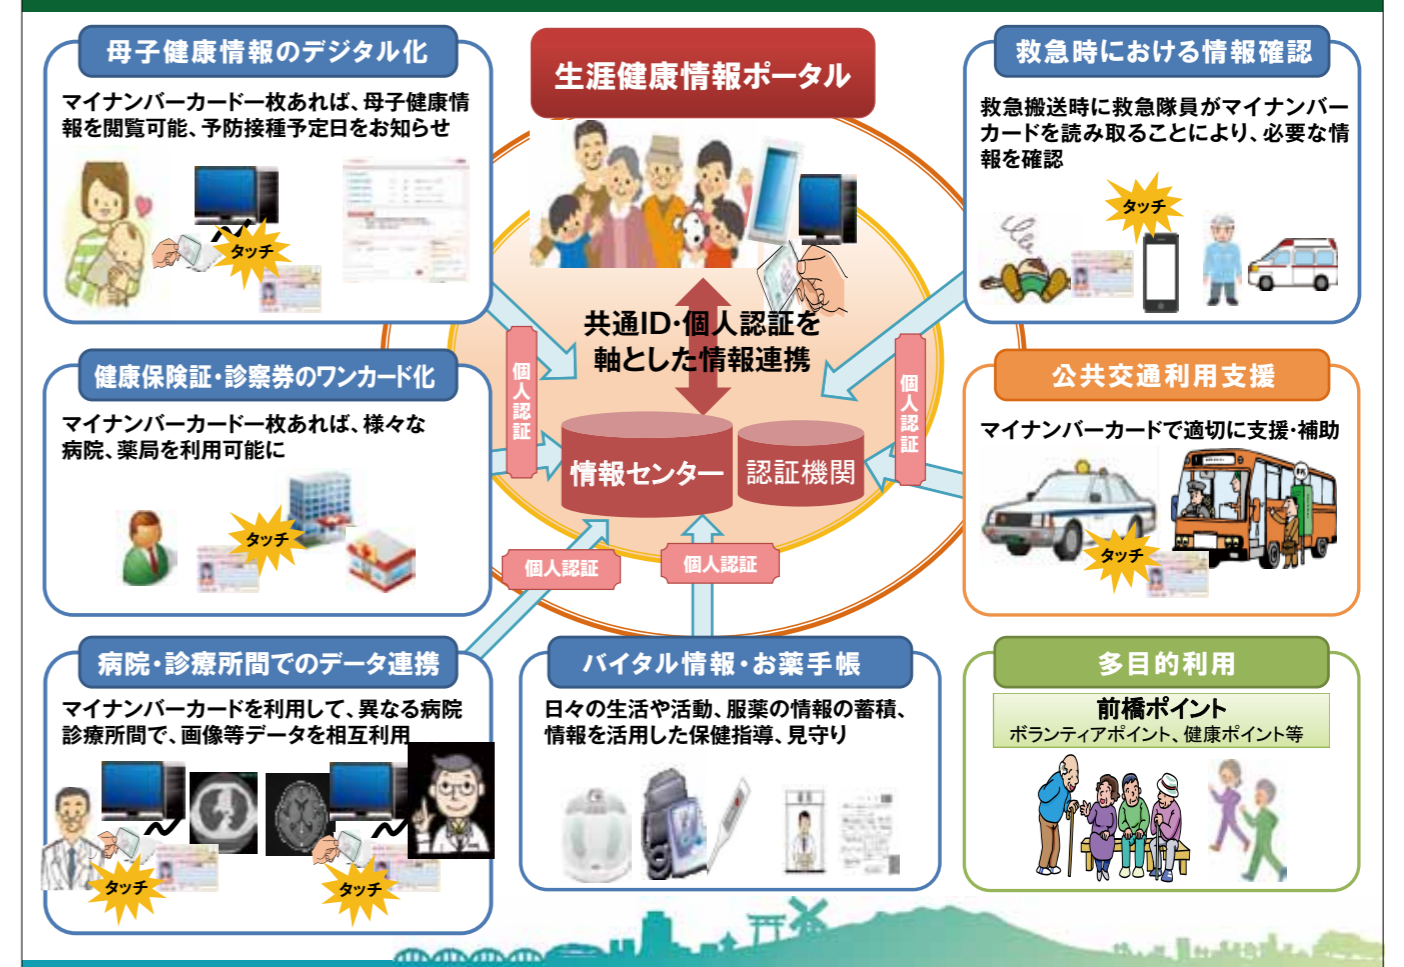 母子健康情報のデジタル化
マイナンバーカード一枚あれば、母子健康情
報を閲覧可能、予防接種予定日をお知らせ
タッチ
生涯健康情報ポータル
共通ID・個人認証を
軸とした情報連携
情報センター
認証機関
個人認証
個人認証
個人認証
個人認証
救急時における情報確認
救急搬送時に救急隊員がマイナンバー
カードを読み取ることにより、必要な情
報を確認
タッチ
健康保険証・診察券のワンカード化
マイナンバーカード一枚あれば、様々な
病院、薬局を利用可能に
タッチ
公共交通利用支援
マイナンバーカードで適切に支援・補助
タッチ
病院・診療所間でのデータ連携
マイナンバーカードを利用して、異なる病院
診療所間で、画像等データを相互利用
タッチ
タッチ
バイタル情報・お薬手帳
日々の生活や活動、服薬の情報の蓄積、
情報を活用した保健指導、見守り
多目的利用
前橋ポイント
ボランティアポイント、健康ポイント等